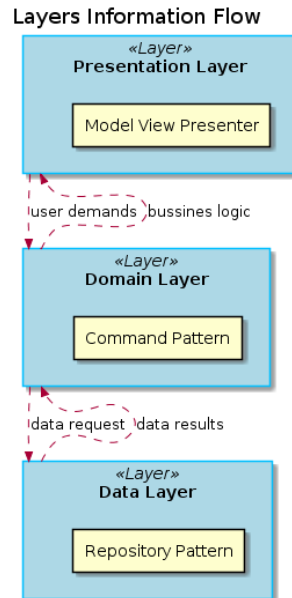 Layers Information Flow
«Layer»
Presentation Layer
Model View Presenter
user demands bussines logic
«Layer»
Domain Layer
Command Pattern
data request data results
«Layer»
Data Layer
Repository Pattern